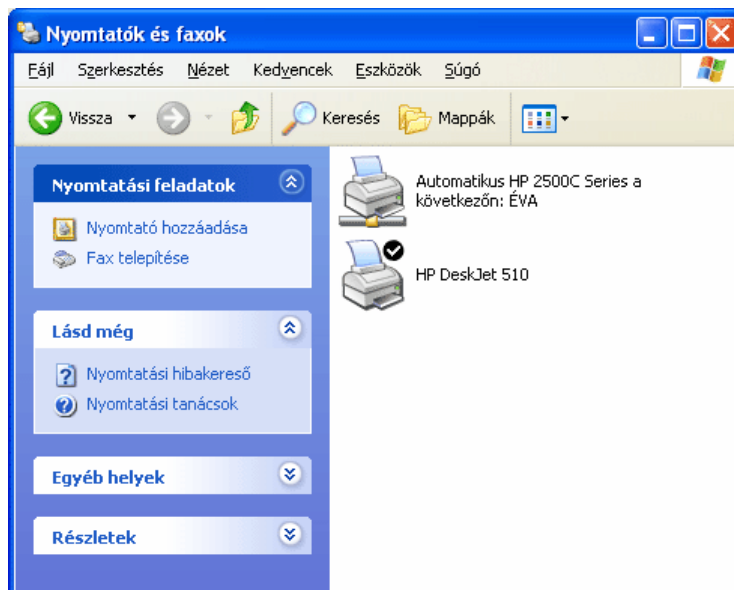 Nyomtatók és faxok
Fájl Szerkesztés Nézet Kedvencek Eszközök Súgó
Vissza Keresés Mappák
Nyomtatási feladatok
Nyomtató hozzáadása
Fax telepítése
Lásd még
Nyomtatási hibakereső
Nyomtatási tanácsok
Egyéb helyek
Részletek
Automatikus HP 2500C Series a
következőn: ÉVA
HP DeskJet 510